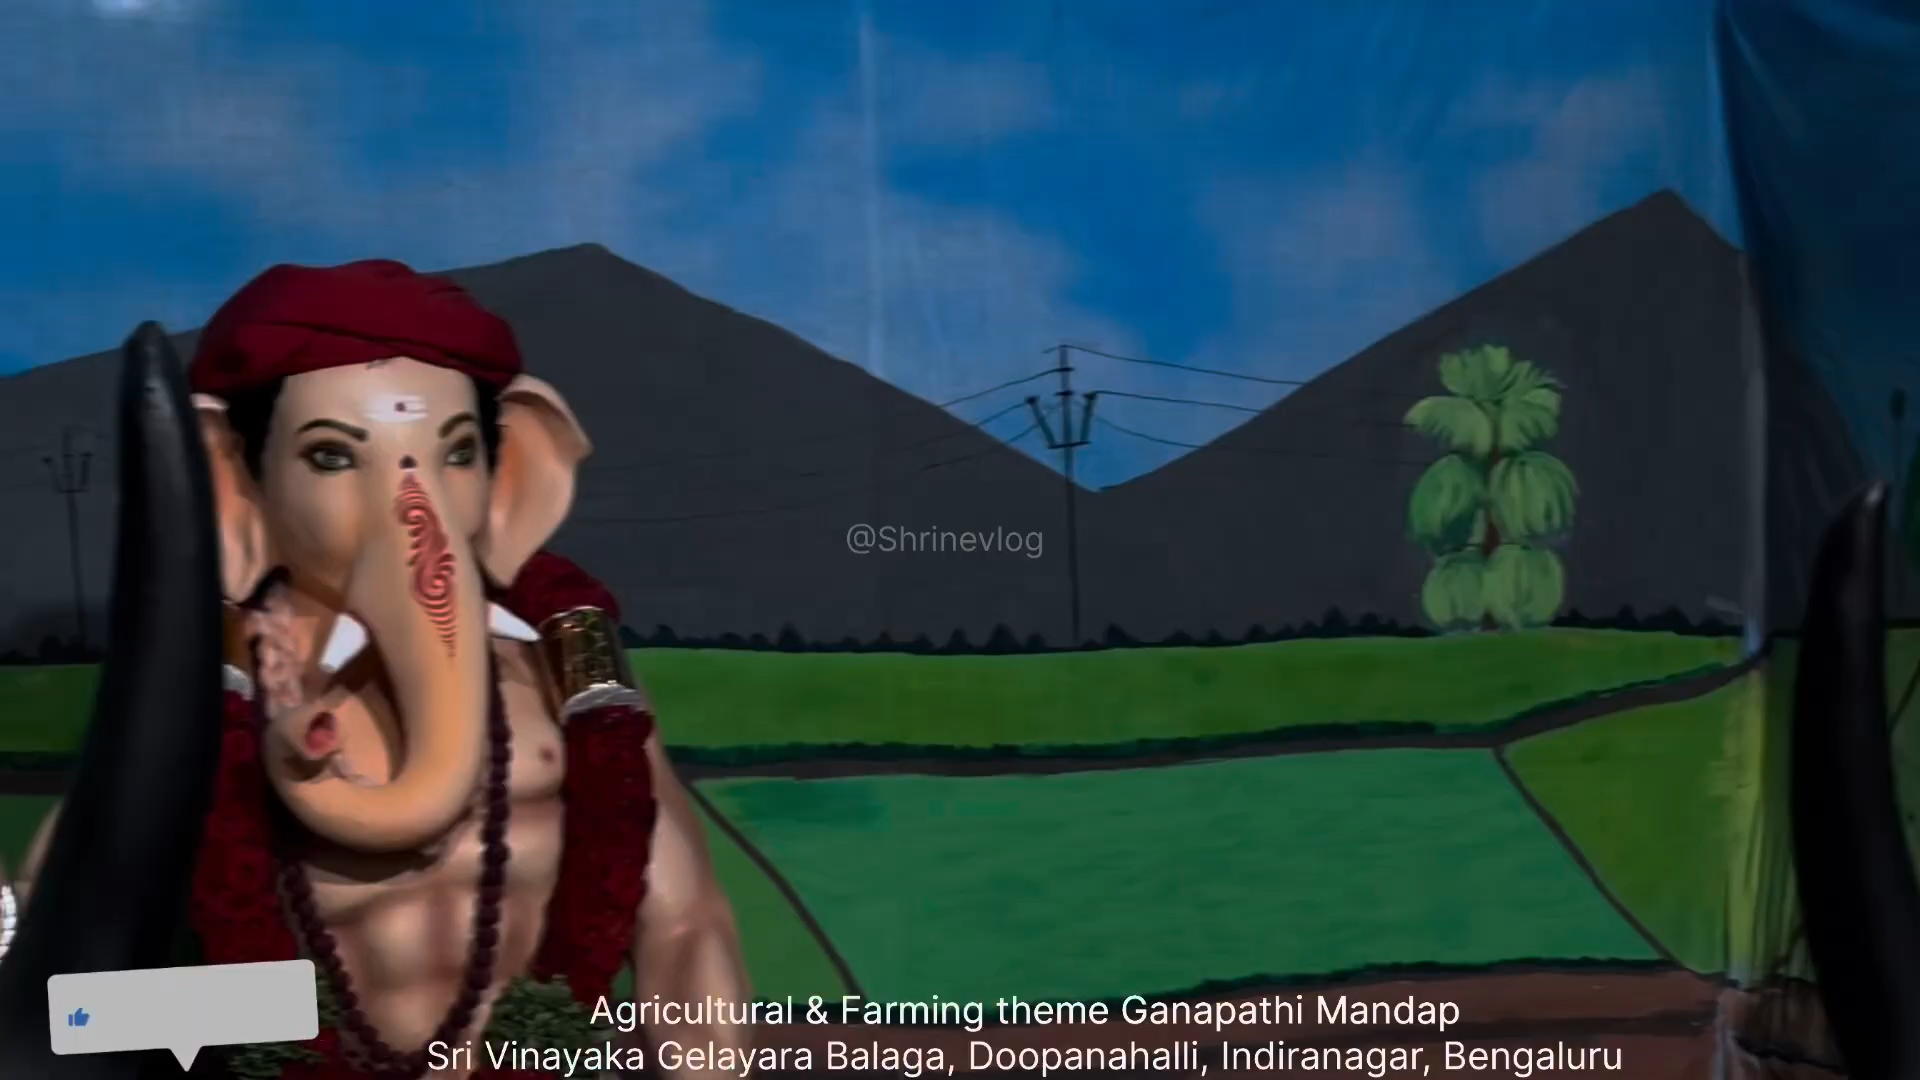 @Shrinevlog
Agricultural & Farming theme Ganapathi Mandap
Sri Vinayaka Gelayara Balaga, Doopanahalli, Indiranagar, Bengaluru